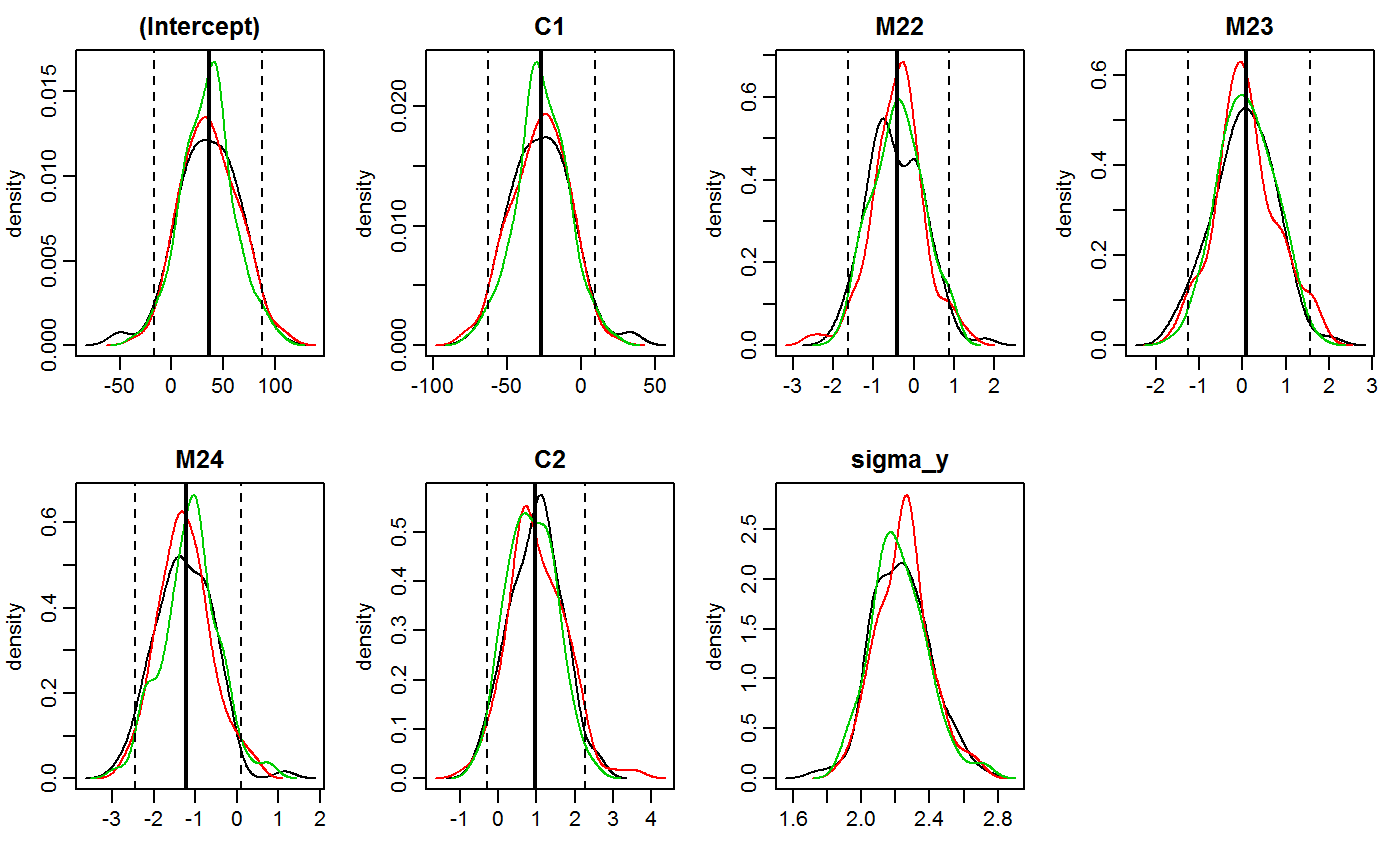 (Intercept)
density
0.000 0.005 0.010 0.015
-50 0 50 100
C1
density
0.000 0.010 0.020
-100 -50 0 50
M22
density
0.0 0.2 0.4 0.6
-3 -2 -1 0 1 2
M23
density
0.0 0.2 0.4 0.6
-2 -1 0 1 2 3
M24
density
0.0 0.2 0.4 0.6
-3 -2 -1 0 1 2
C2
density
0.0 0.1 0.2 0.3 0.4 0.5
-1 0 1 2 3 4
sigma_y
density
0.0 0.5 1.0 1.5 2.0 2.5
1.6 2.0 2.4 2.8